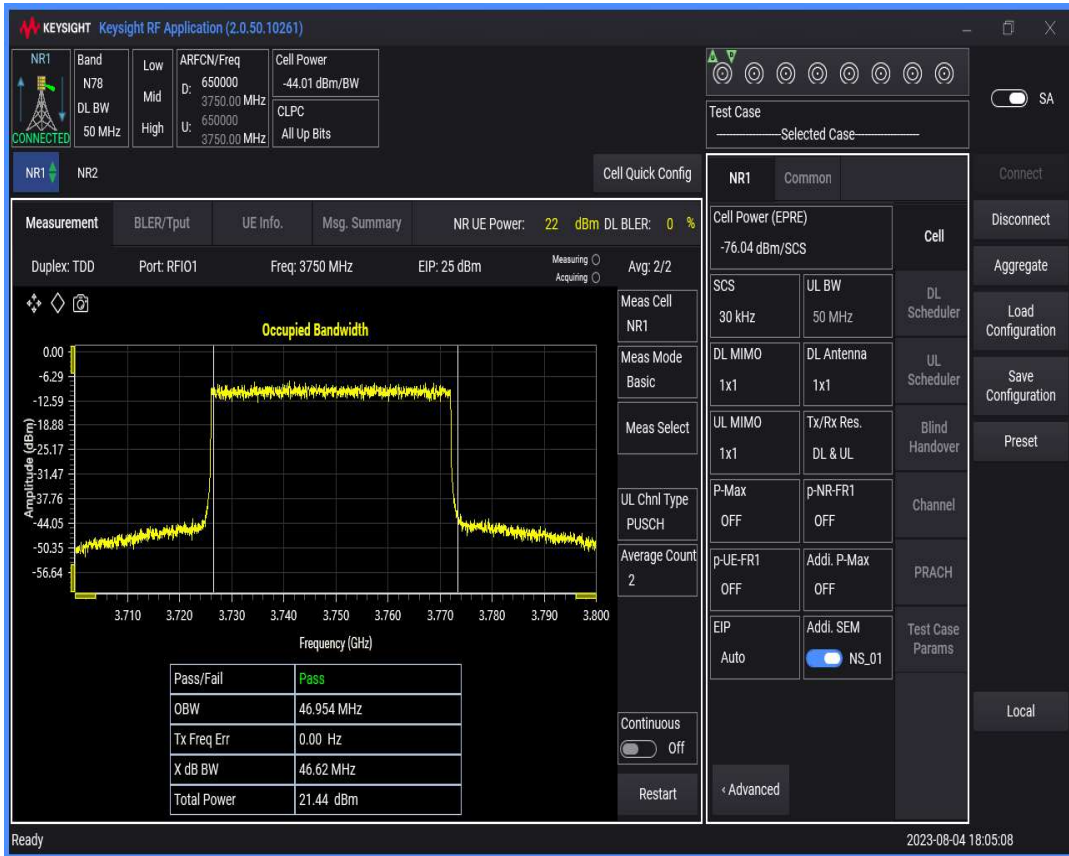 KEYSIGHT Keysight RF Application (2.0.50.10261)
NR1
CONNECTED
Band
N78
DL BW
50 MHz
Low
Mid
High
ARFCN/Freq
D: 650000
3750.00 MHz
U: 650000
3750.00 MHz
Cell Power
-44.01 dBm/BW
CLPC
All Up Bits
Test Case
Selected Case
SA
NR1
NR2
Cell Quick Config
Measurement
BLER/Tput
UE Info.
Msg. Summary
NR UE Power: 22 dBm DL BLER: 0 %
Duplex: TDD
Port: RFIO1
Freq: 3750 MHz
EIP: 25 dBm
Measuring
Acquiring
Avg: 2/2
Occupied Bandwidth
Amplitude (dBm)
0.00
-6.29
-12.59
-18.88
-25.17
-31.47
-37.76
-44.05
-50.35
-56.64
3.710 3.720 3.730 3.740 3.750 3.760 3.770 3.780 3.790 3.800
Frequency (GHz)
Pass/Fail Pass
OBW 46.954 MHz
Tx Freq Err 0.00 Hz
X dB BW 46.62 MHz
Total Power 21.44 dBm
Meas Cell
NR1
Meas Mode
Basic
Meas Select
UL Chnl Type
PUSCH
Average Count
2
Continuous
Off
Restart
NR1
Common
Cell Power (EPRE)
-76.04 dBm/SCS
SCS
30 kHz
UL BW
50 MHz
DL MIMO
1x1
DL Antenna
1x1
UL MIMO
1x1
Tx/Rx Res.
DL & UL
P-Max
OFF
p-NR-FR1
OFF
p-UE-FR1
OFF
Addi. P-Max
OFF
EIP
Auto
Addi. SEM
NS_01
‹ Advanced
Cell
DL
Scheduler
UL
Scheduler
Blind
Handover
Channel
PRACH
Test Case
Params
Connect
Disconnect
Aggregate
Load
Configuration
Save
Configuration
Preset
Local
Ready
2023-08-04 18:05:08